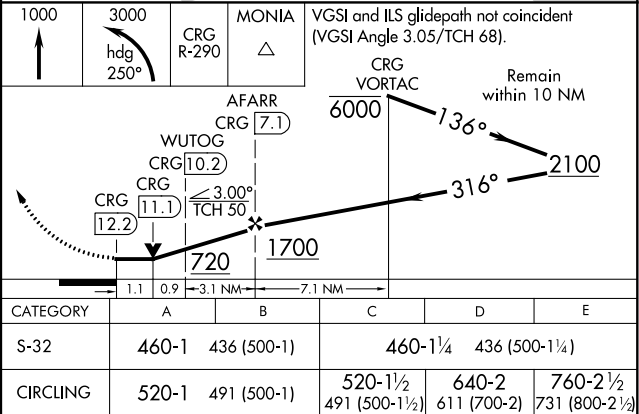 1000
3000
hdg
250°
CRG
R-290
MONIA
VGSI and ILS glidepath not coincident
(VGSI Angle 3.05/TCH 68).
CRG
VORTAC
6000
Remain
within 10 NM
136°
2100
316°
AFARR
CRG 7.1
WUTOG
CRG 10.2
CRG
11.1
CRG
12.2
3.00°
TCH 50
720
1700
1.1
0.9
3.1 NM
7.1 NM
CATEGORY A B C D E
S-32 460-1 436 (500-1) 460-1¼ 436 (500-1¼)
CIRCLING 520-1 491 (500-1) 520-1½ 640-2 760-2½
491 (500-1½) 611 (700-2) 731 (800-2½)